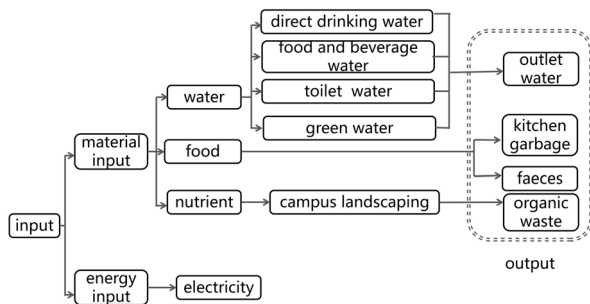 direct drinking water
food and beverage
water
toilet water
green water
water
outlet
water
material
input
food
kitchen
garbage
faeces
nutrient
campus landscaping
organic
waste
input
energy
input
electricity
output